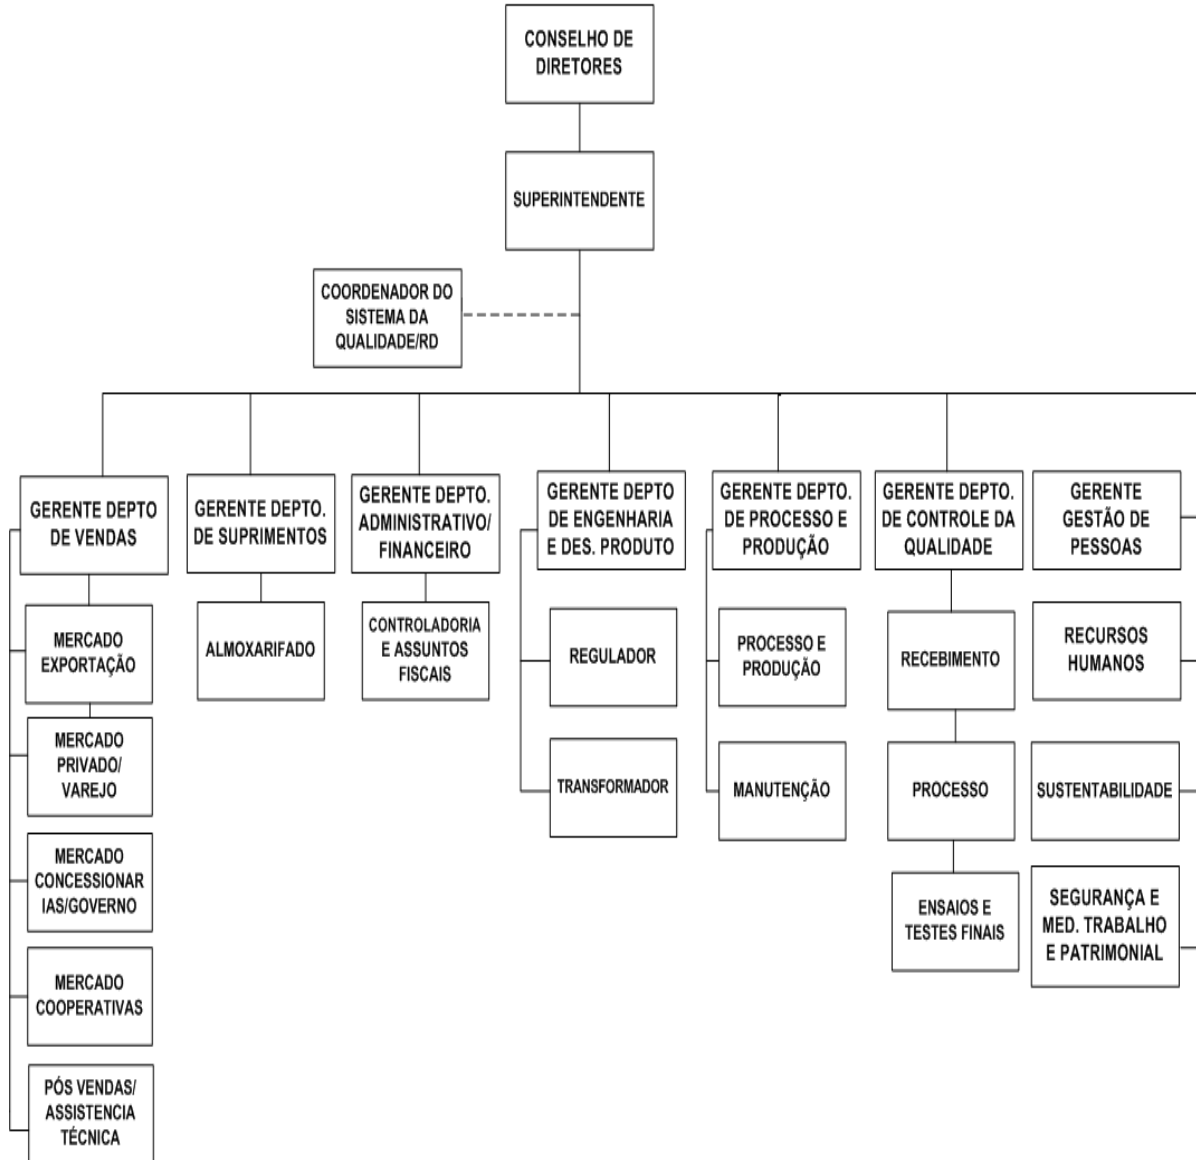 CONSELHO DE
DIRETORES
SUPERINTENDENTE
COORDENADOR DO
SISTEMA DA
QUALIDADE/RD
GERENTE DEPTO
DE VENDAS
GERENTE DEPTO.
DE SUPRIMENTOS
GERENTE DEPTO.
ADMINISTRATIVO/
FINANCEIRO
GERENTE DEPTO
DE ENGENHARIA
E DES. PRODUTO
GERENTE DEPTO.
DE PROCESSO E
PRODUÇÃO
GERENTE DEPTO.
DE CONTROLE DA
QUALIDADE
GERENTE
GESTÃO DE
PESSOAS
MERCADO
EXPORTAÇÃO
ALMOXARIFADO
CONTROLADORIA
E ASSUNTOS
FISCAIS
REGULADOR
PROCESSO E
PRODUÇÃO
RECEBIMENTO
RECURSOS
HUMANOS
MERCADO
PRIVADO/
VAREJO
TRANSFORMADOR
MANUTENÇÃO
PROCESSO
SUSTENTABILIDADE
MERCADO
CONCESSIONAR
IAS/GOVERNO
ENSAIOS E
TESTES FINAIS
SEGURANÇA E
MED. TRABALHO
E PATRIMONIAL
MERCADO
COOPERATIVAS
PÓS VENDAS/
ASSISTENCIA
TÉCNICA